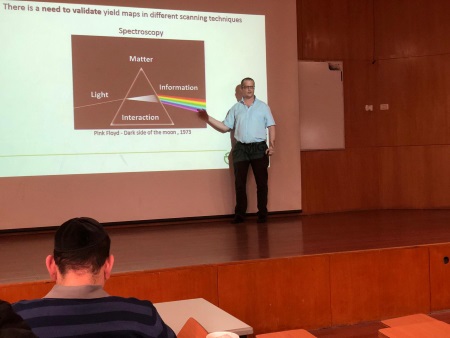 There is a need to validate yield maps in different scanning techniques
Spectroscopy
Matter
Light
Information
Interaction
Pink Floyd - Dark side of the moon , 1973